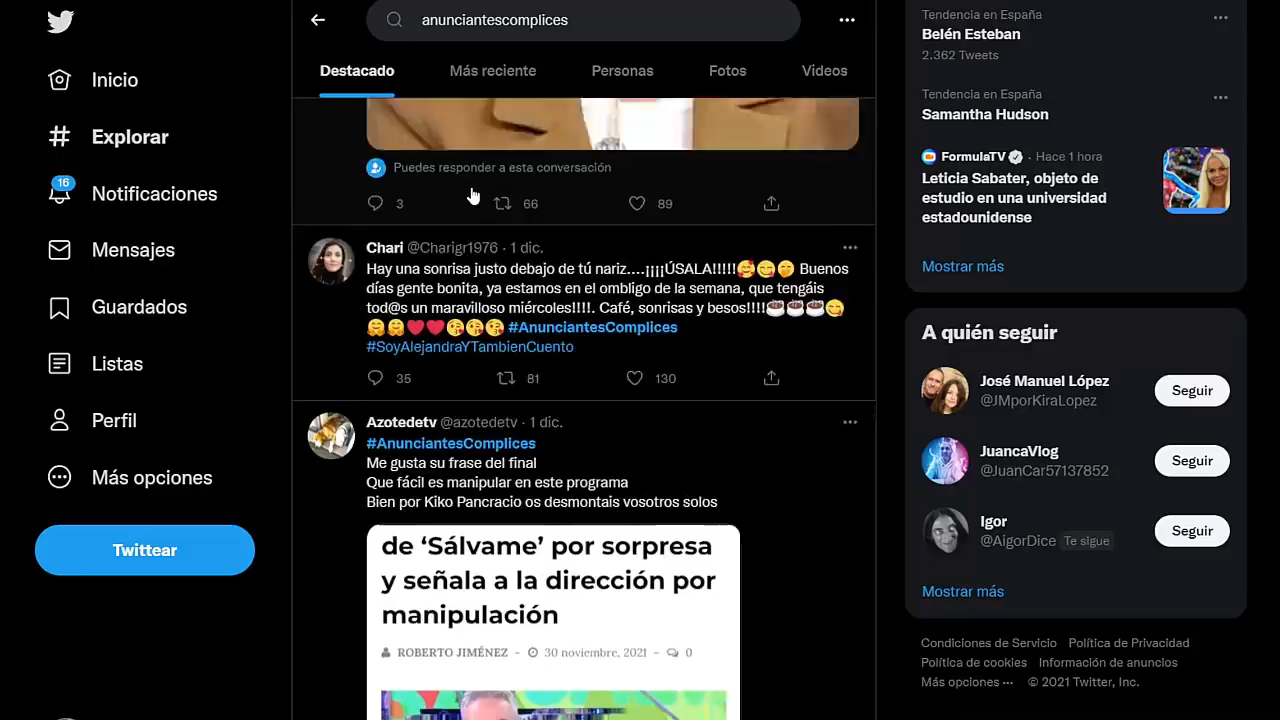 Inicio
Explorar
16
Notificaciones
Mensajes
Guardados
Listas
Perfil
Más opciones
Twittear
anunciantescomplices
Destacado
Más reciente
Personas
Fotos
Videos
Puedes responder a esta conversación
3
66
89
Chari @Charigr1976 · 1 dic.
Hay una sonrisa justo debajo de tú nariz....¡¡¡¡ÚSALA!!!!!🥰😋🤭 Buenos
días gente bonita, ya estamos en el ombligo de la semana, que tengáis
tod@s un maravilloso miércoles!!!!. Café, sonrisas y besos!!!!☕☕☕😋
🤗🤗❤️❤️😘😘😘 #AnunciantesComplices
#SoyAlejandraYTambienCuento
35
81
130
Azotedetv @azotedetv · 1 dic.
#AnunciantesComplices
Me gusta su frase del final
Que fácil es manipular en este programa
Bien por Kiko Pancracio os desmontais vosotros solos
de ‘Sálvame’ por sorpresa
y señala a la dirección por
manipulación
ROBERTO JIMÉNEZ - 30 noviembre, 2021 - 0
Tendencia en España
Belén Esteban
2.362 Tweets
Tendencia en España
Samantha Hudson
FormulaTV · Hace 1 hora
Leticia Sabater, objeto de
estudio en una universidad
estadounidense
Mostrar más
A quién seguir
José Manuel López
@JMporKiraLopez
Seguir
JuancaVlog
@JuanCar57137852
Seguir
Igor
@AigorDice Te sigue
Seguir
Mostrar más
Condiciones de Servicio Política de Privacidad
Política de cookies Información de anuncios
Más opciones ··· © 2021 Twitter, Inc.